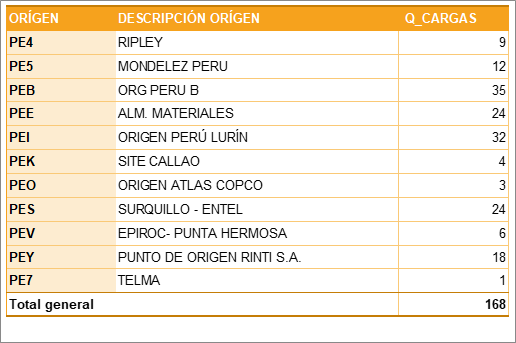 ORÍGEN DESCRIPCIÓN ORÍGEN Q_CARGAS
PE4 RIPLEY 9
PE5 MONDELEZ PERU 12
PEB ORG PERU B 35
PEE ALM. MATERIALES 24
PEI ORIGEN PERÚ LURÍN 32
PEK SITE CALLAO 4
PEO ORIGEN ATLAS COPCO 3
PES SURQUILLO - ENTEL 24
PEV EPIROC- PUNTA HERMOSA 6
PEY PUNTO DE ORIGEN RINTI S.A. 18
PE7 TELMA 1
Total general 168